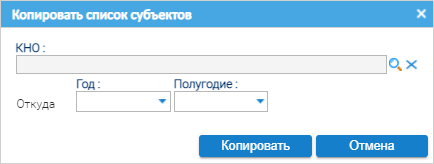 Копировать список субъектов
КНО :
Год : Полугодие :
Откуда
Копировать Отмена